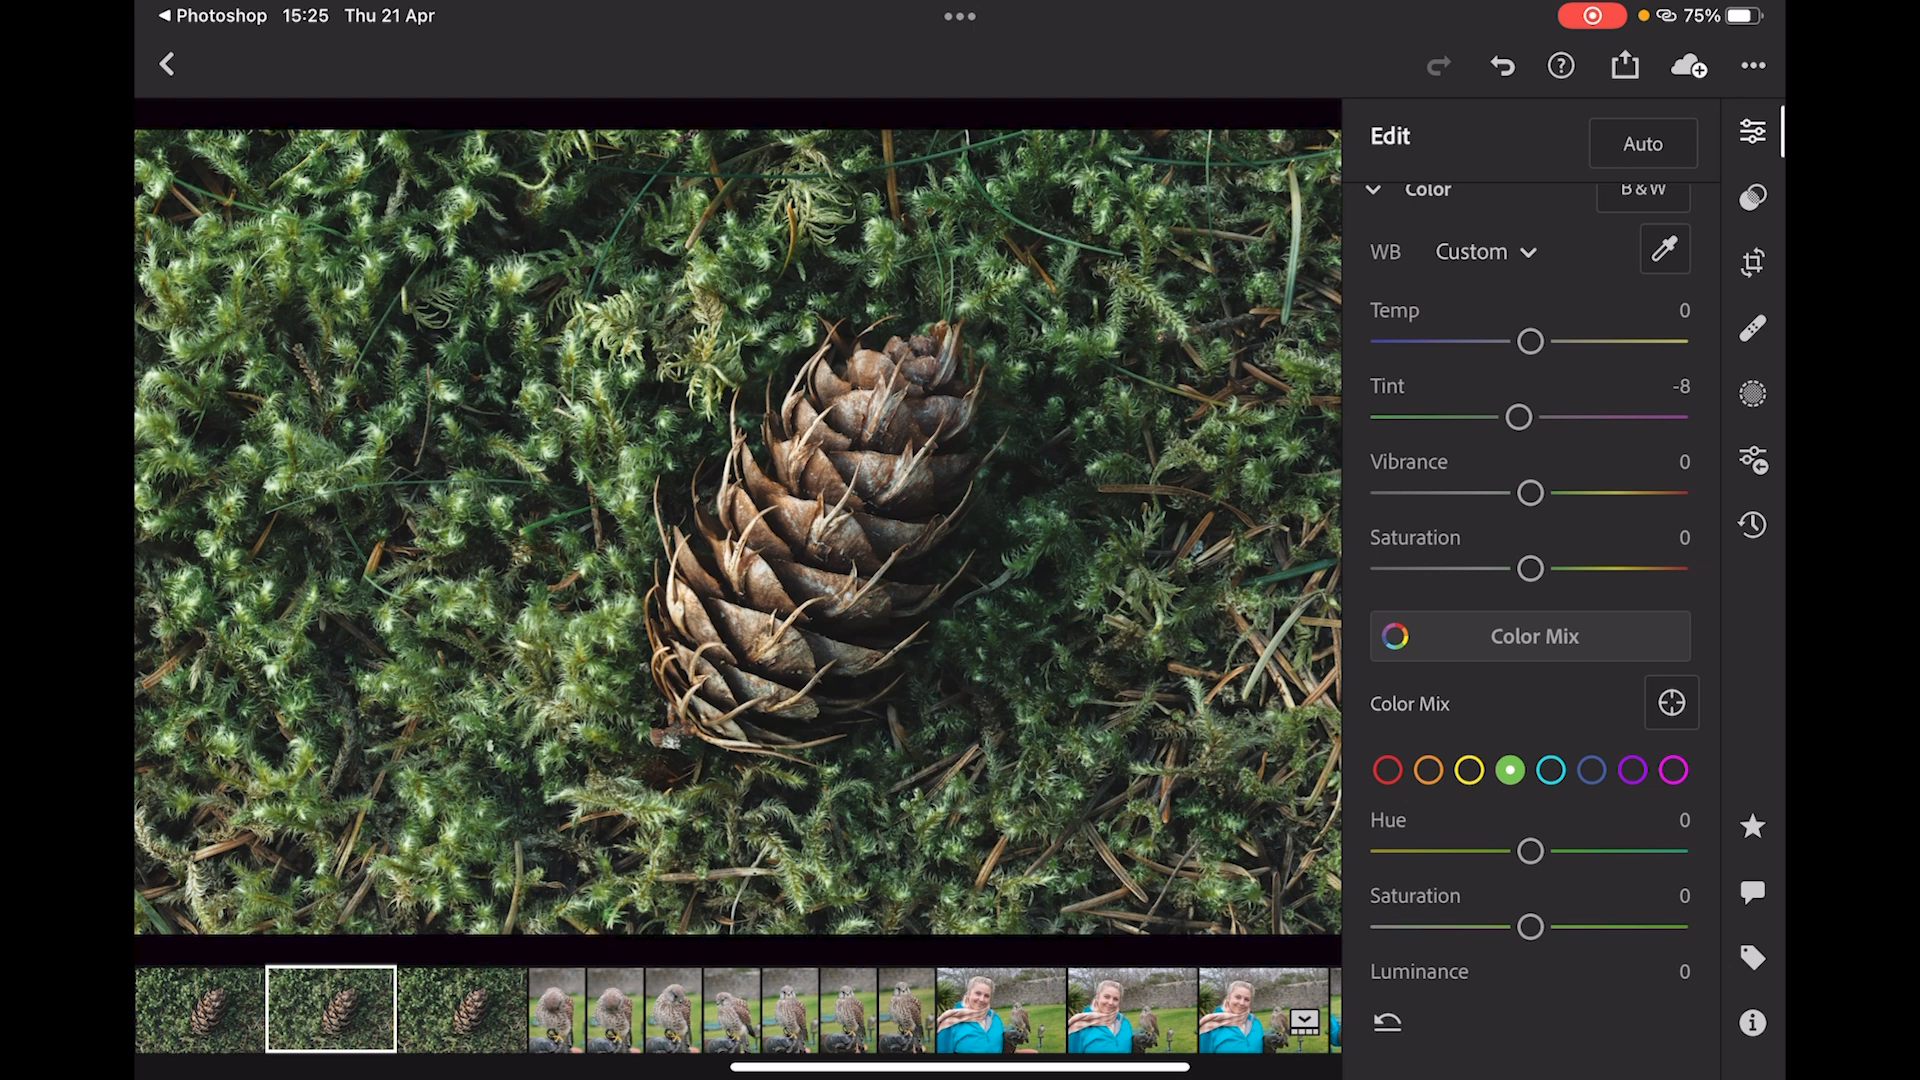 Photoshop 15:25 Thu 21 Apr
75%
Edit
Auto
Color
B & W
WB Custom
Temp 0
Tint -8
Vibrance 0
Saturation 0
Color Mix
Color Mix
Hue 0
Saturation 0
Luminance 0